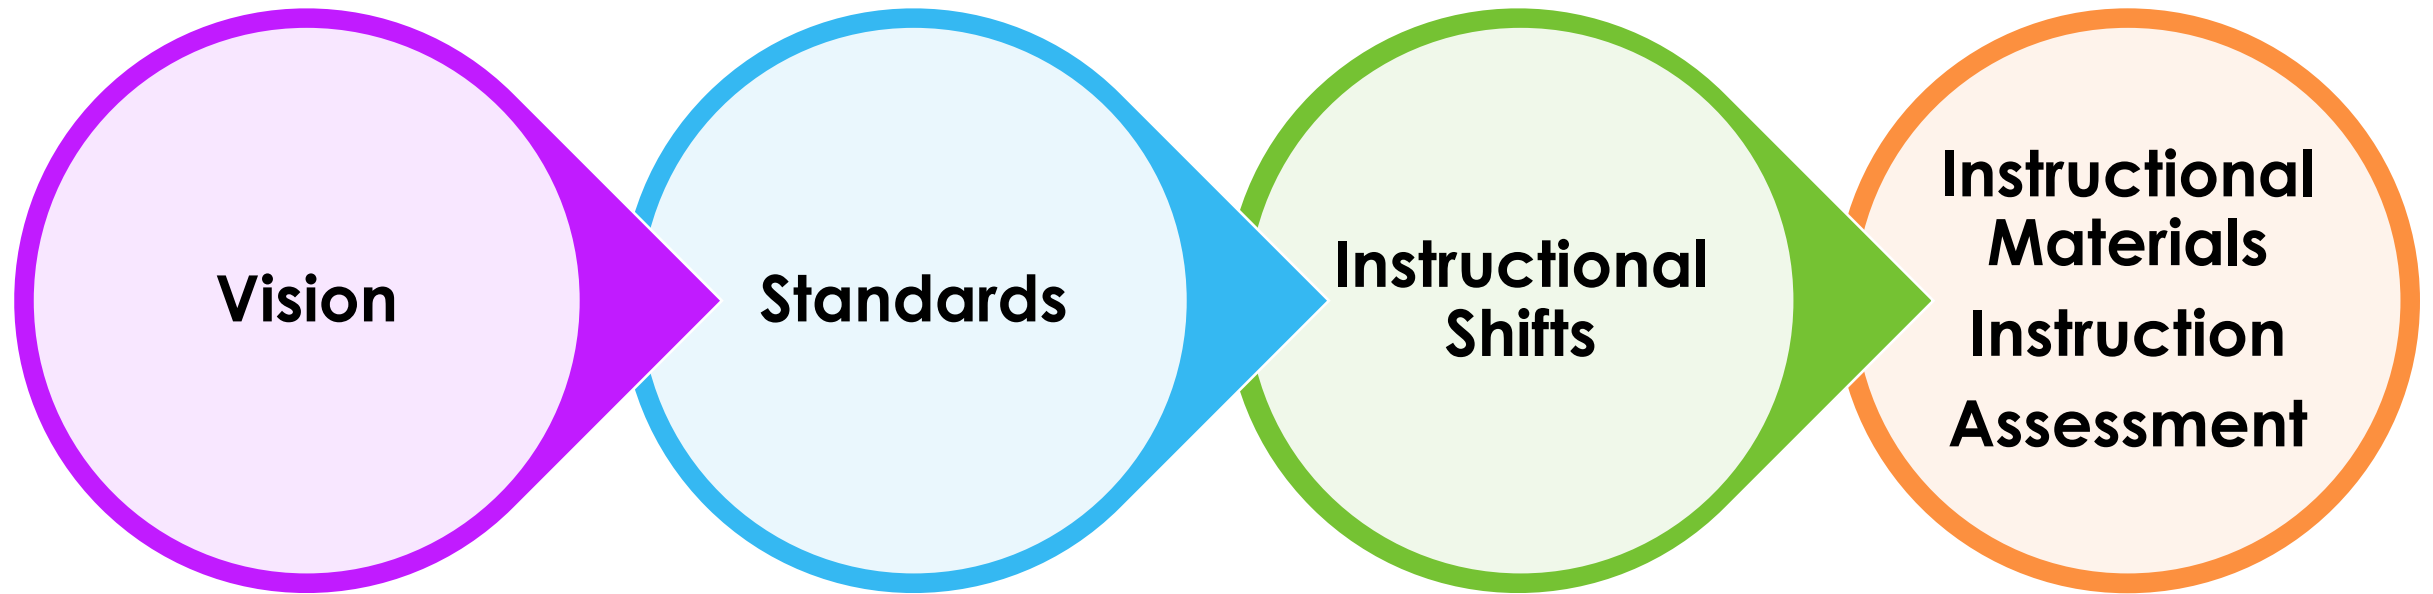 Vision
Standards
Instructional
Shifts
Instructional
Materials
Instruction
Assessment